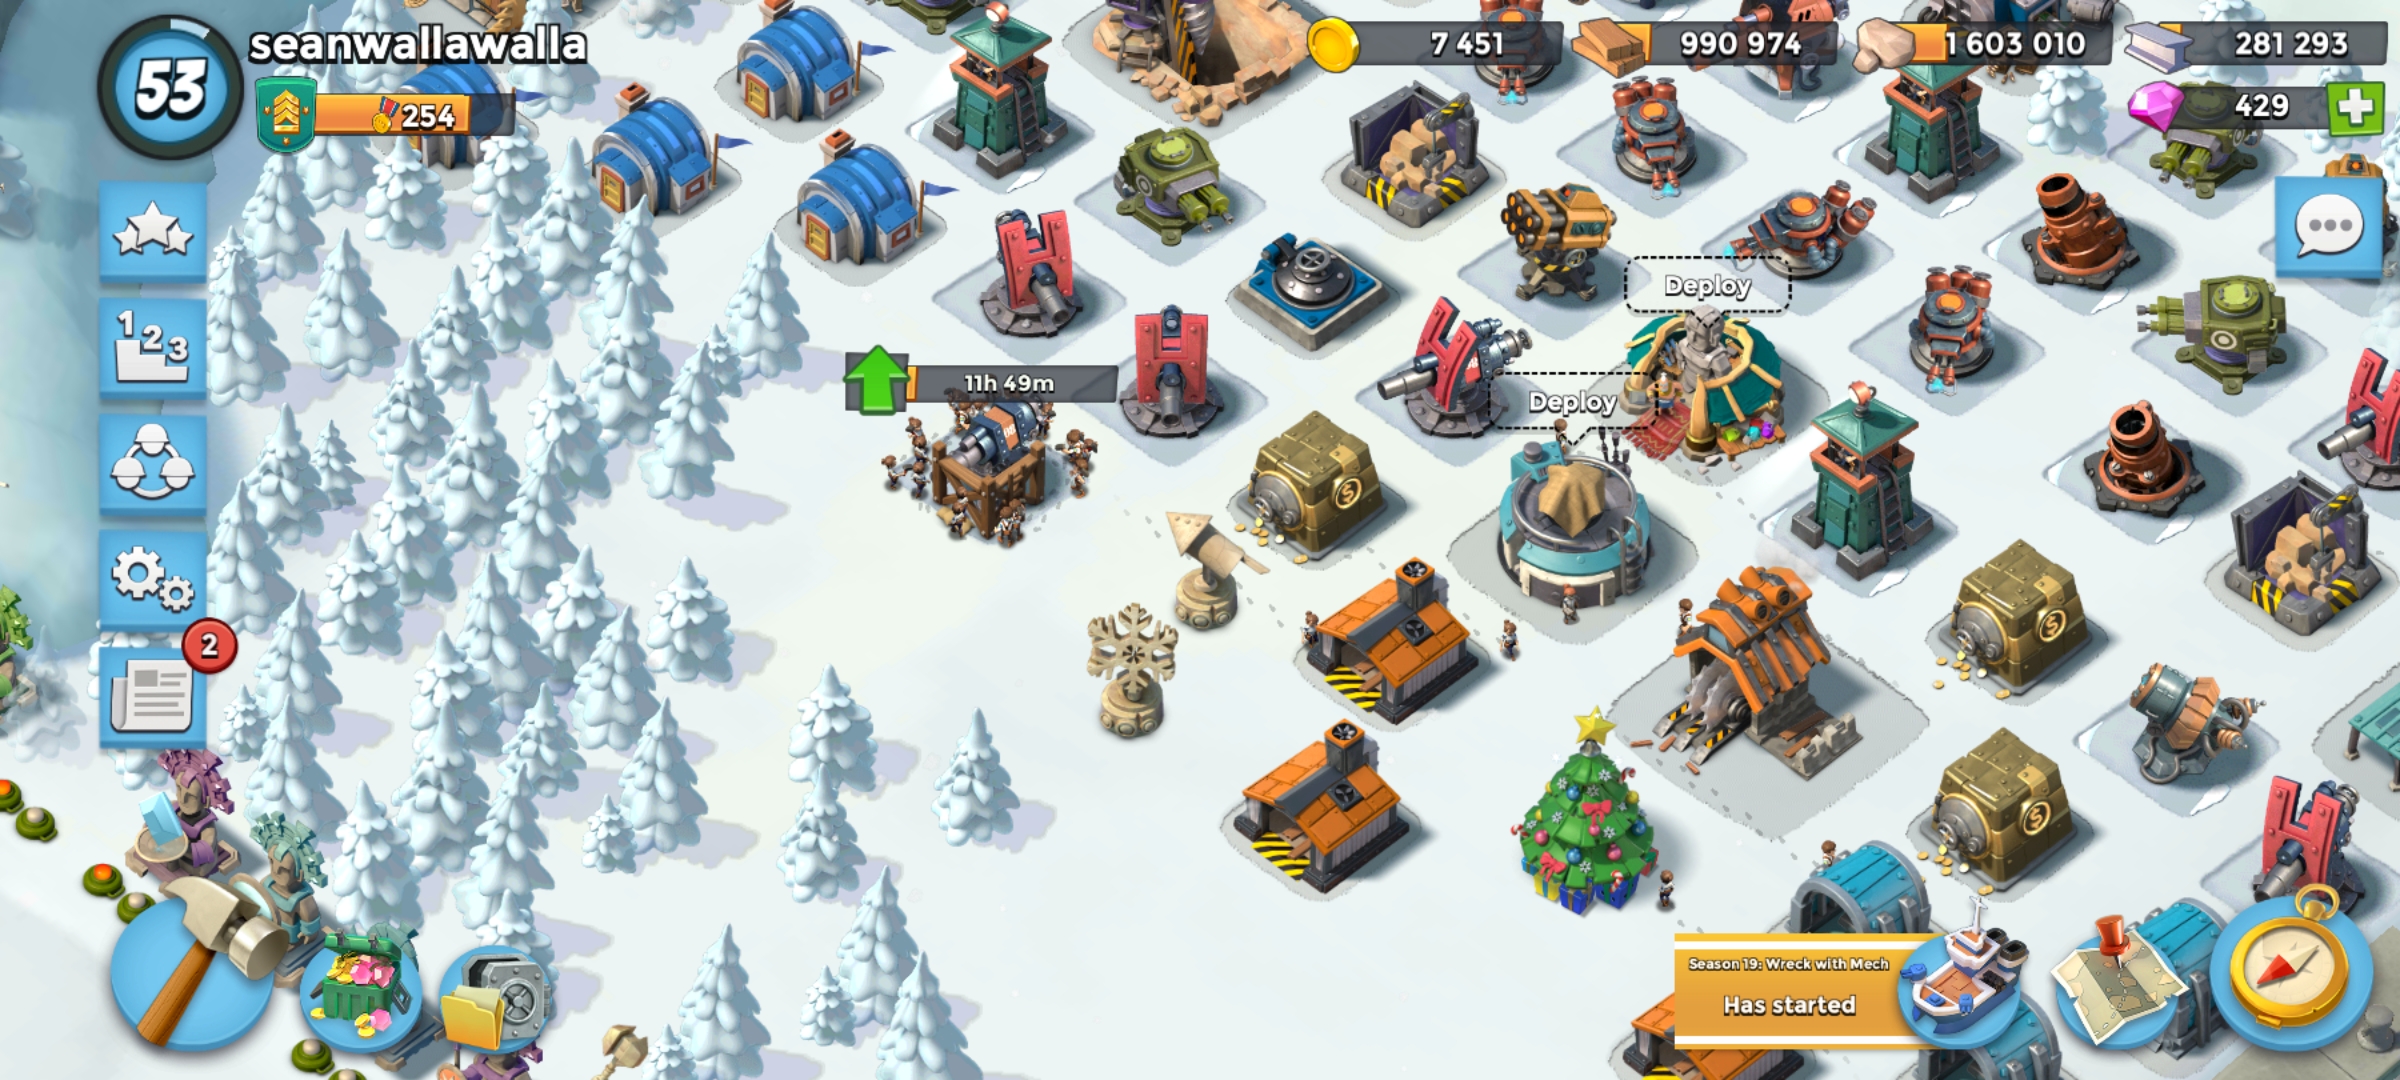 53
seanwallawalla
254
7 451
990 974
1 603 010
281 293
429
123
Deploy
11h 49m
Deploy
2
Season 19: Wreck with Mech
Has started